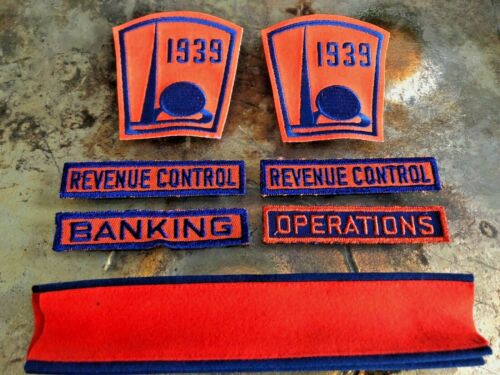 1939
1939
REVENUE CONTROL
REVENUE CONTROL
BANKING
OPERATIONS